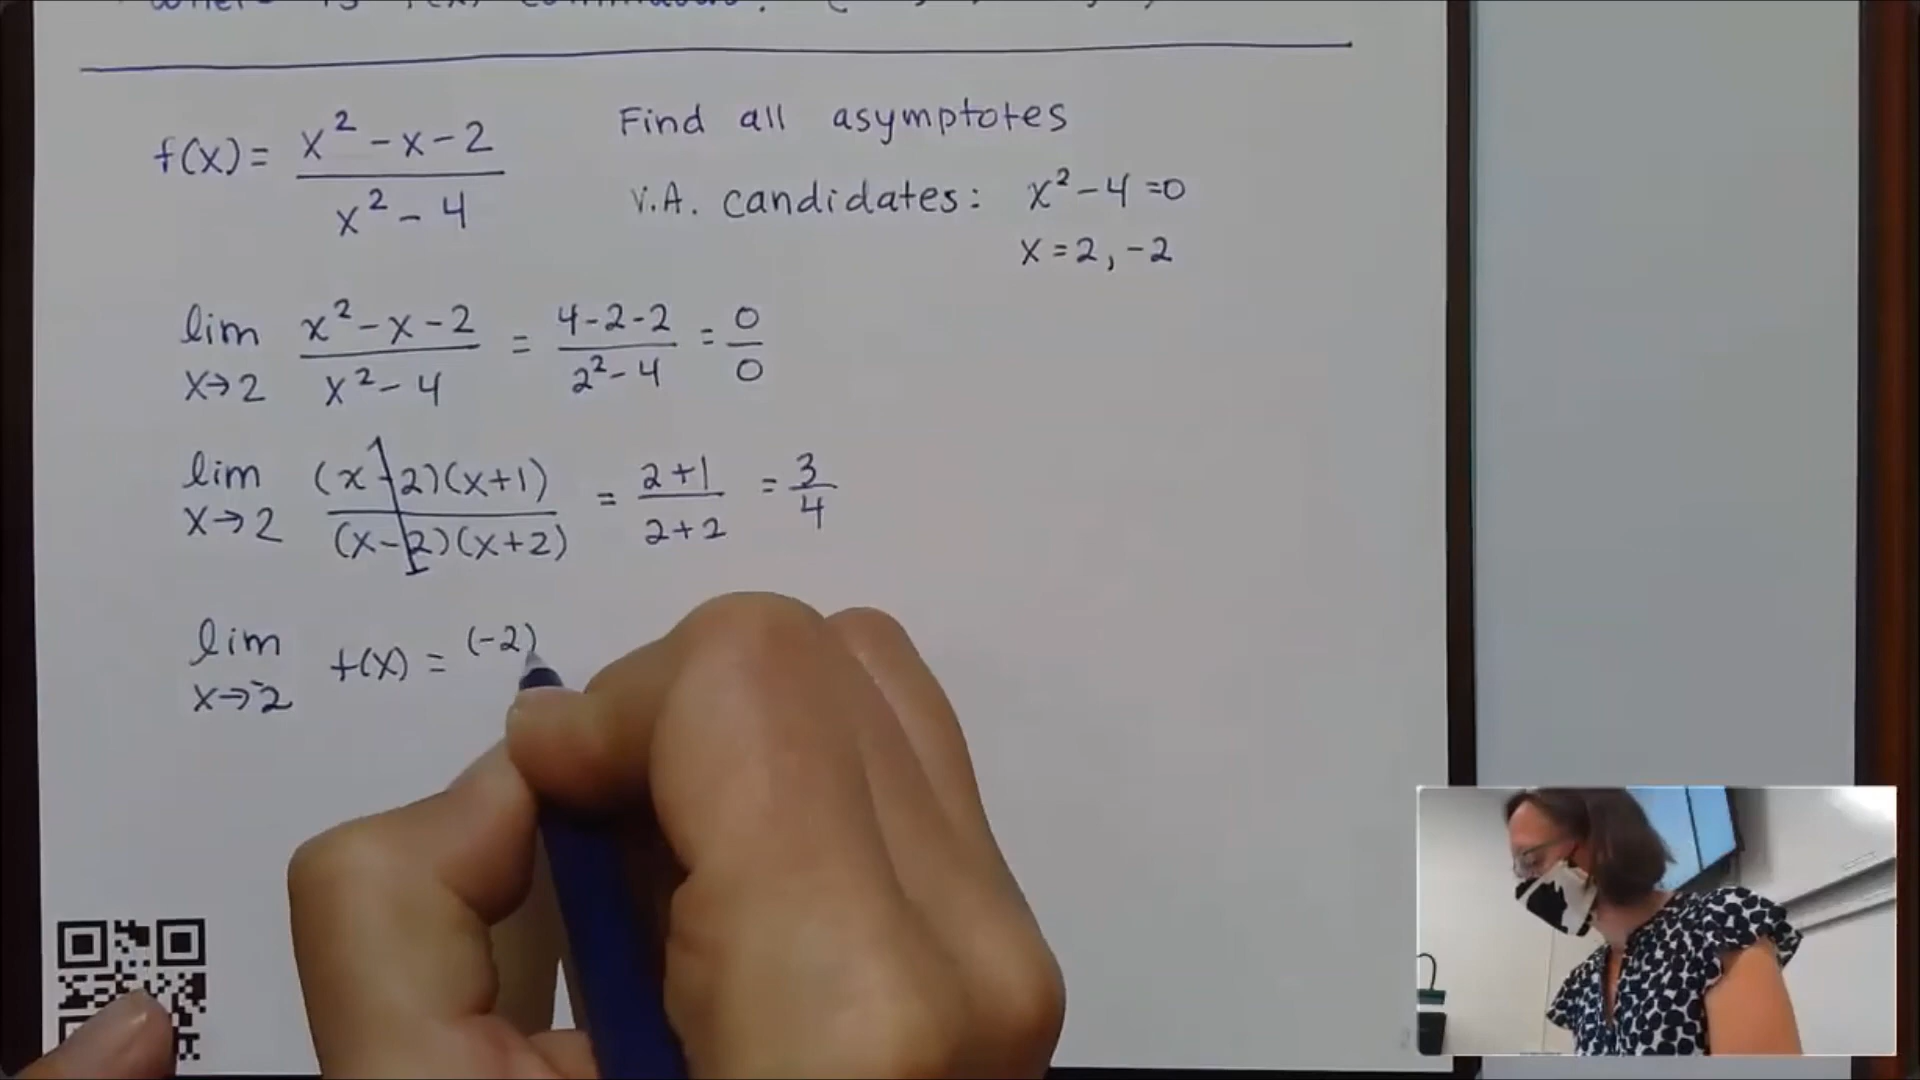 f(x) = x² - x - 2 / x² - 4
Find all asymptotes
V.A. candidates: x² - 4 = 0
x = 2, -2
lim x→2 x² - x - 2 / x² - 4 = 4 - 2 - 2 / 2² - 4 = 0/0
lim x→2 (x-2)(x+1) / (x-2)(x+2) = 2+1 / 2+2 = 3/4
lim x→-2 f(x) = (-2)